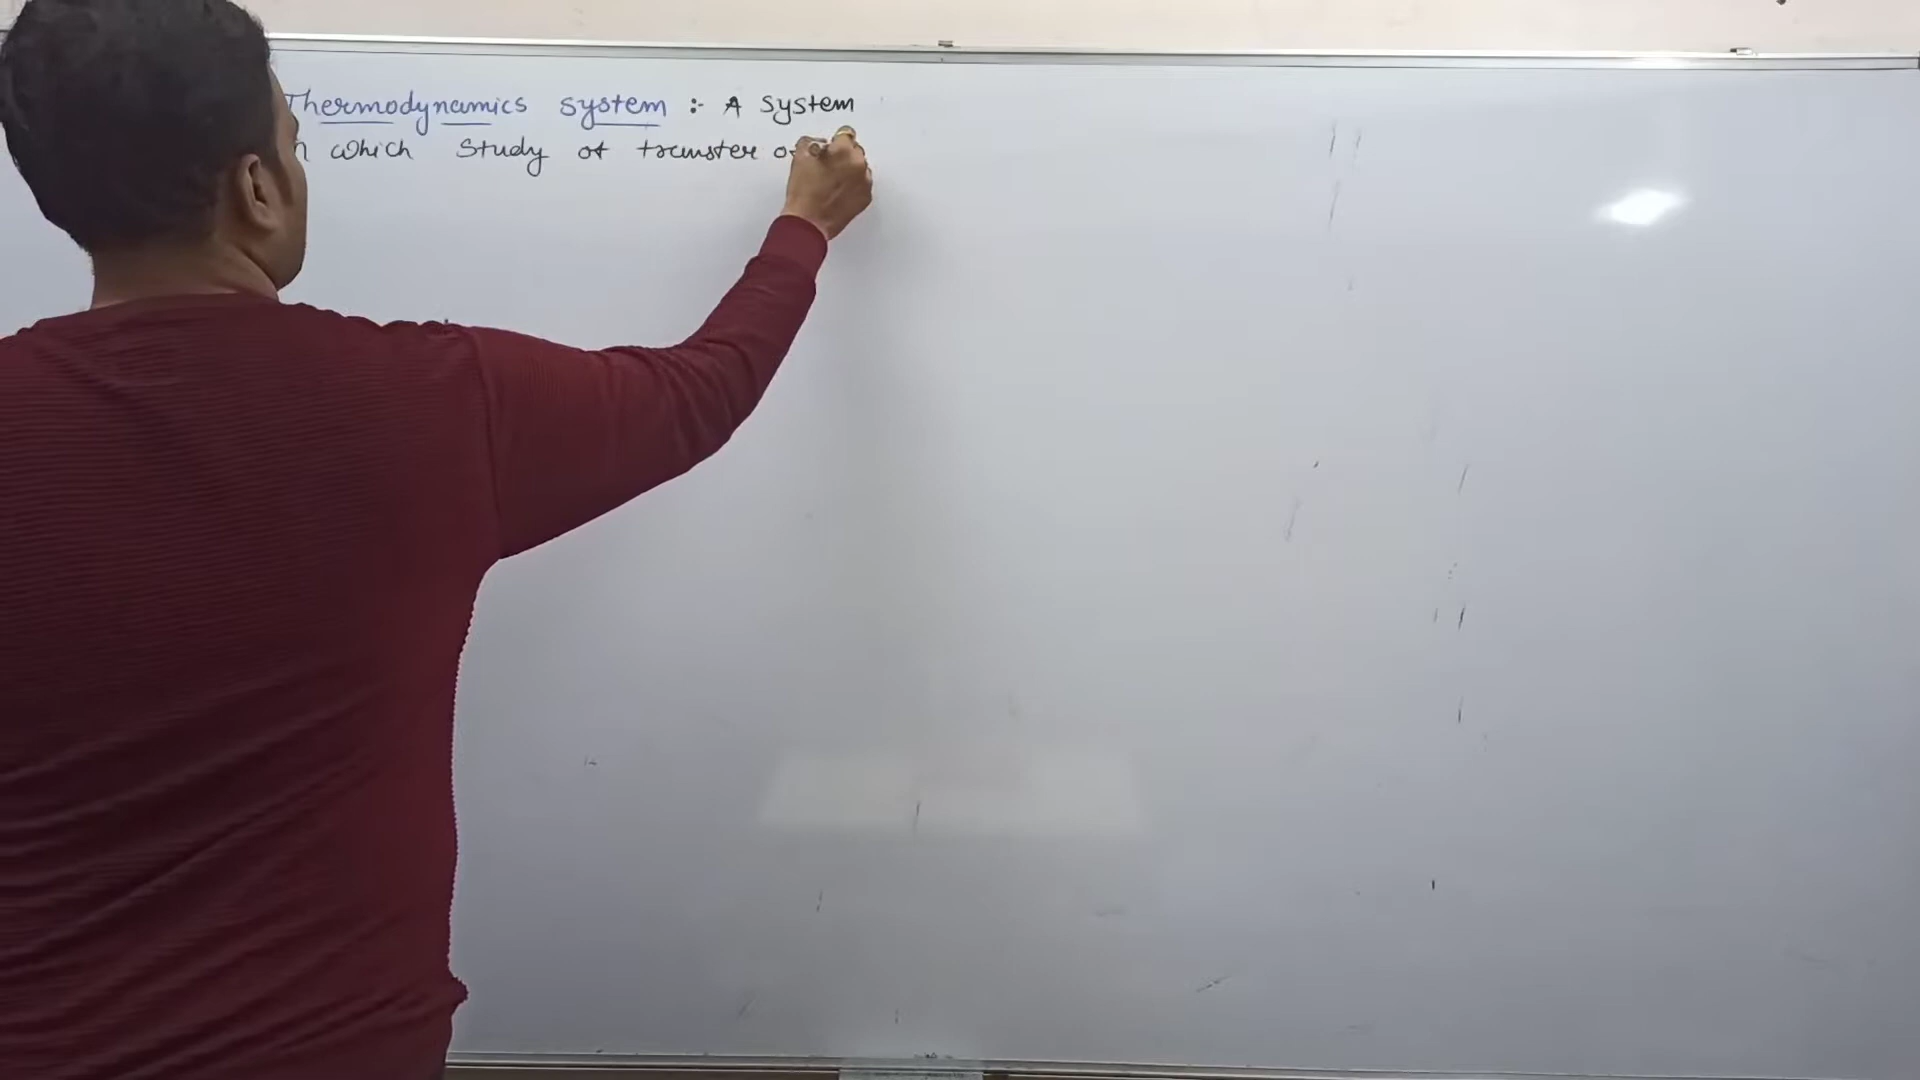 Thermodynamics system :- A system
which study of transfer